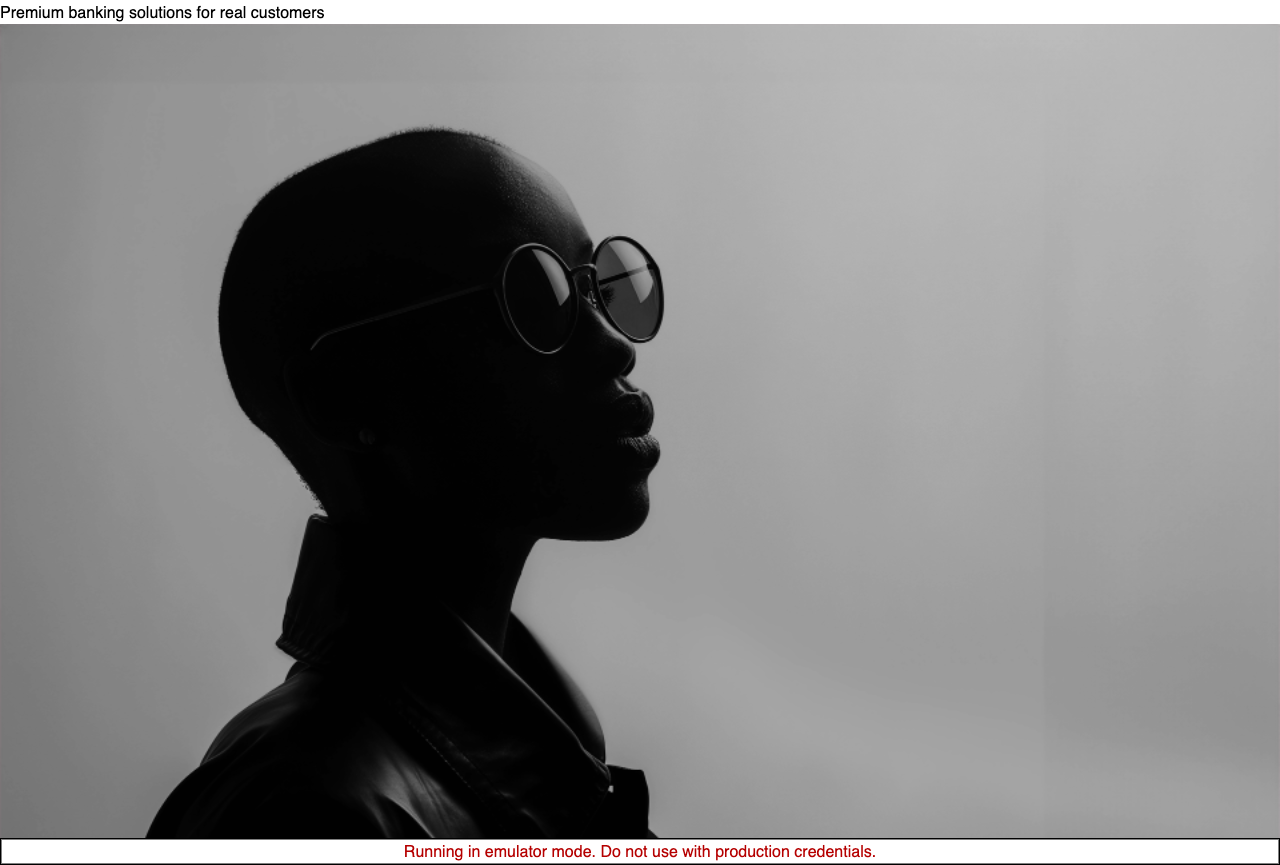 Premium banking solutions for real customers
Running in emulator mode. Do not use with production credentials.